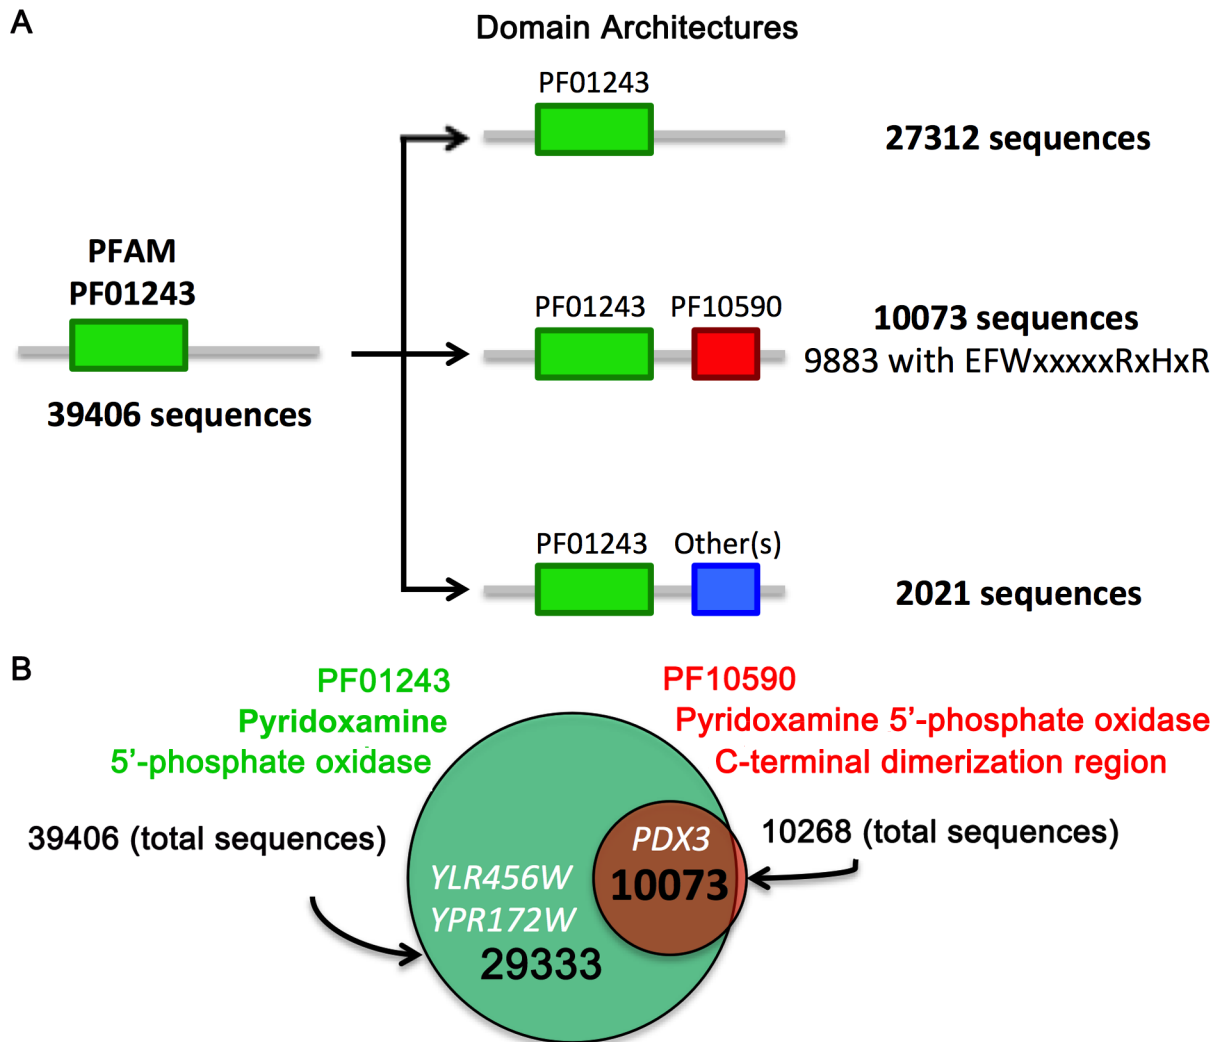 A
Domain Architectures
PF01243
27312 sequences
PFAM
PF01243
39406 sequences
PF01243 PF10590
10073 sequences
9883 with EFWxxxxxRxHxR
PF01243 Other(s)
2021 sequences
B
PF01243
Pyridoxamine
5’-phosphate oxidase
PF10590
Pyridoxamine 5’-phosphate oxidase
C-terminal dimerization region
39406 (total sequences)
10268 (total sequences)
PDX3
10073
YLR456W
YPR172W
29333